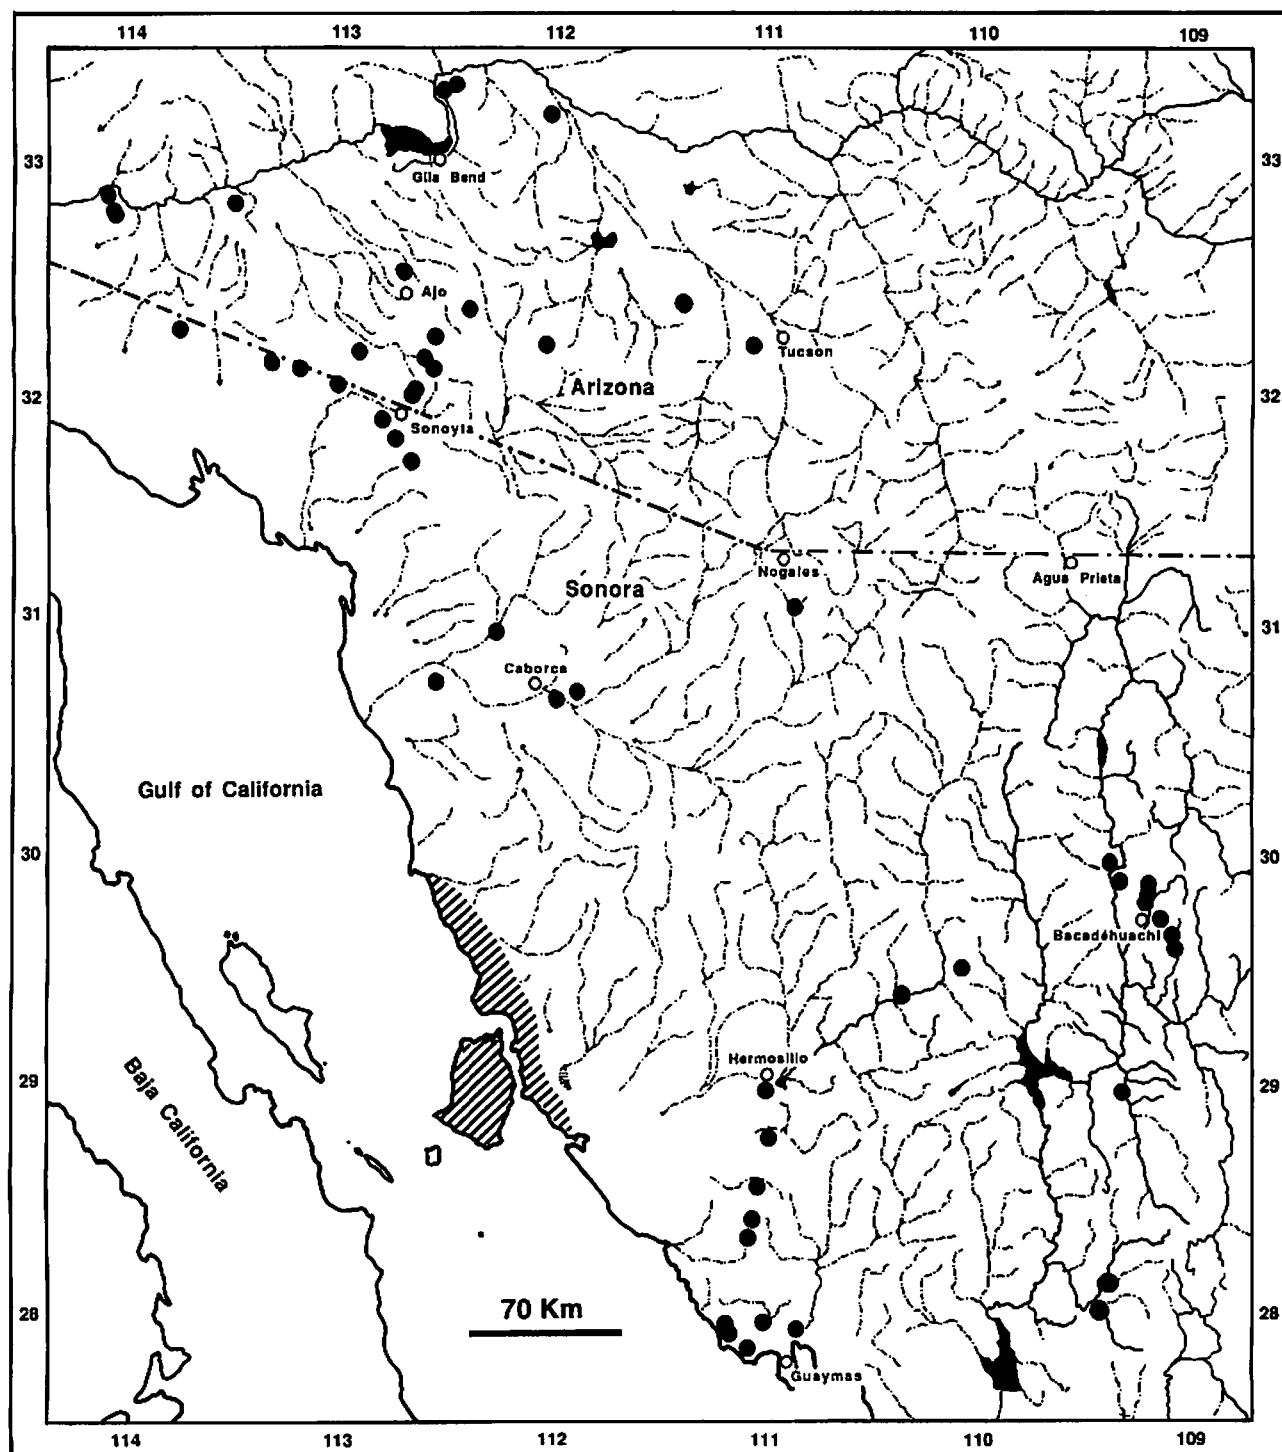 114 113 112 111 110 109
33 33
Gila Bend
Ajo
Tucson
Arizona
32 32
Sonoyta
Nogales
Agua Prieta
Sonora
31 31
Caborca
Gulf of California
30 30
Bacadéhuachi
Hermosillo
29 29
Baja California
70 Km
28 28
Guaymas
114 113 112 111 110 109